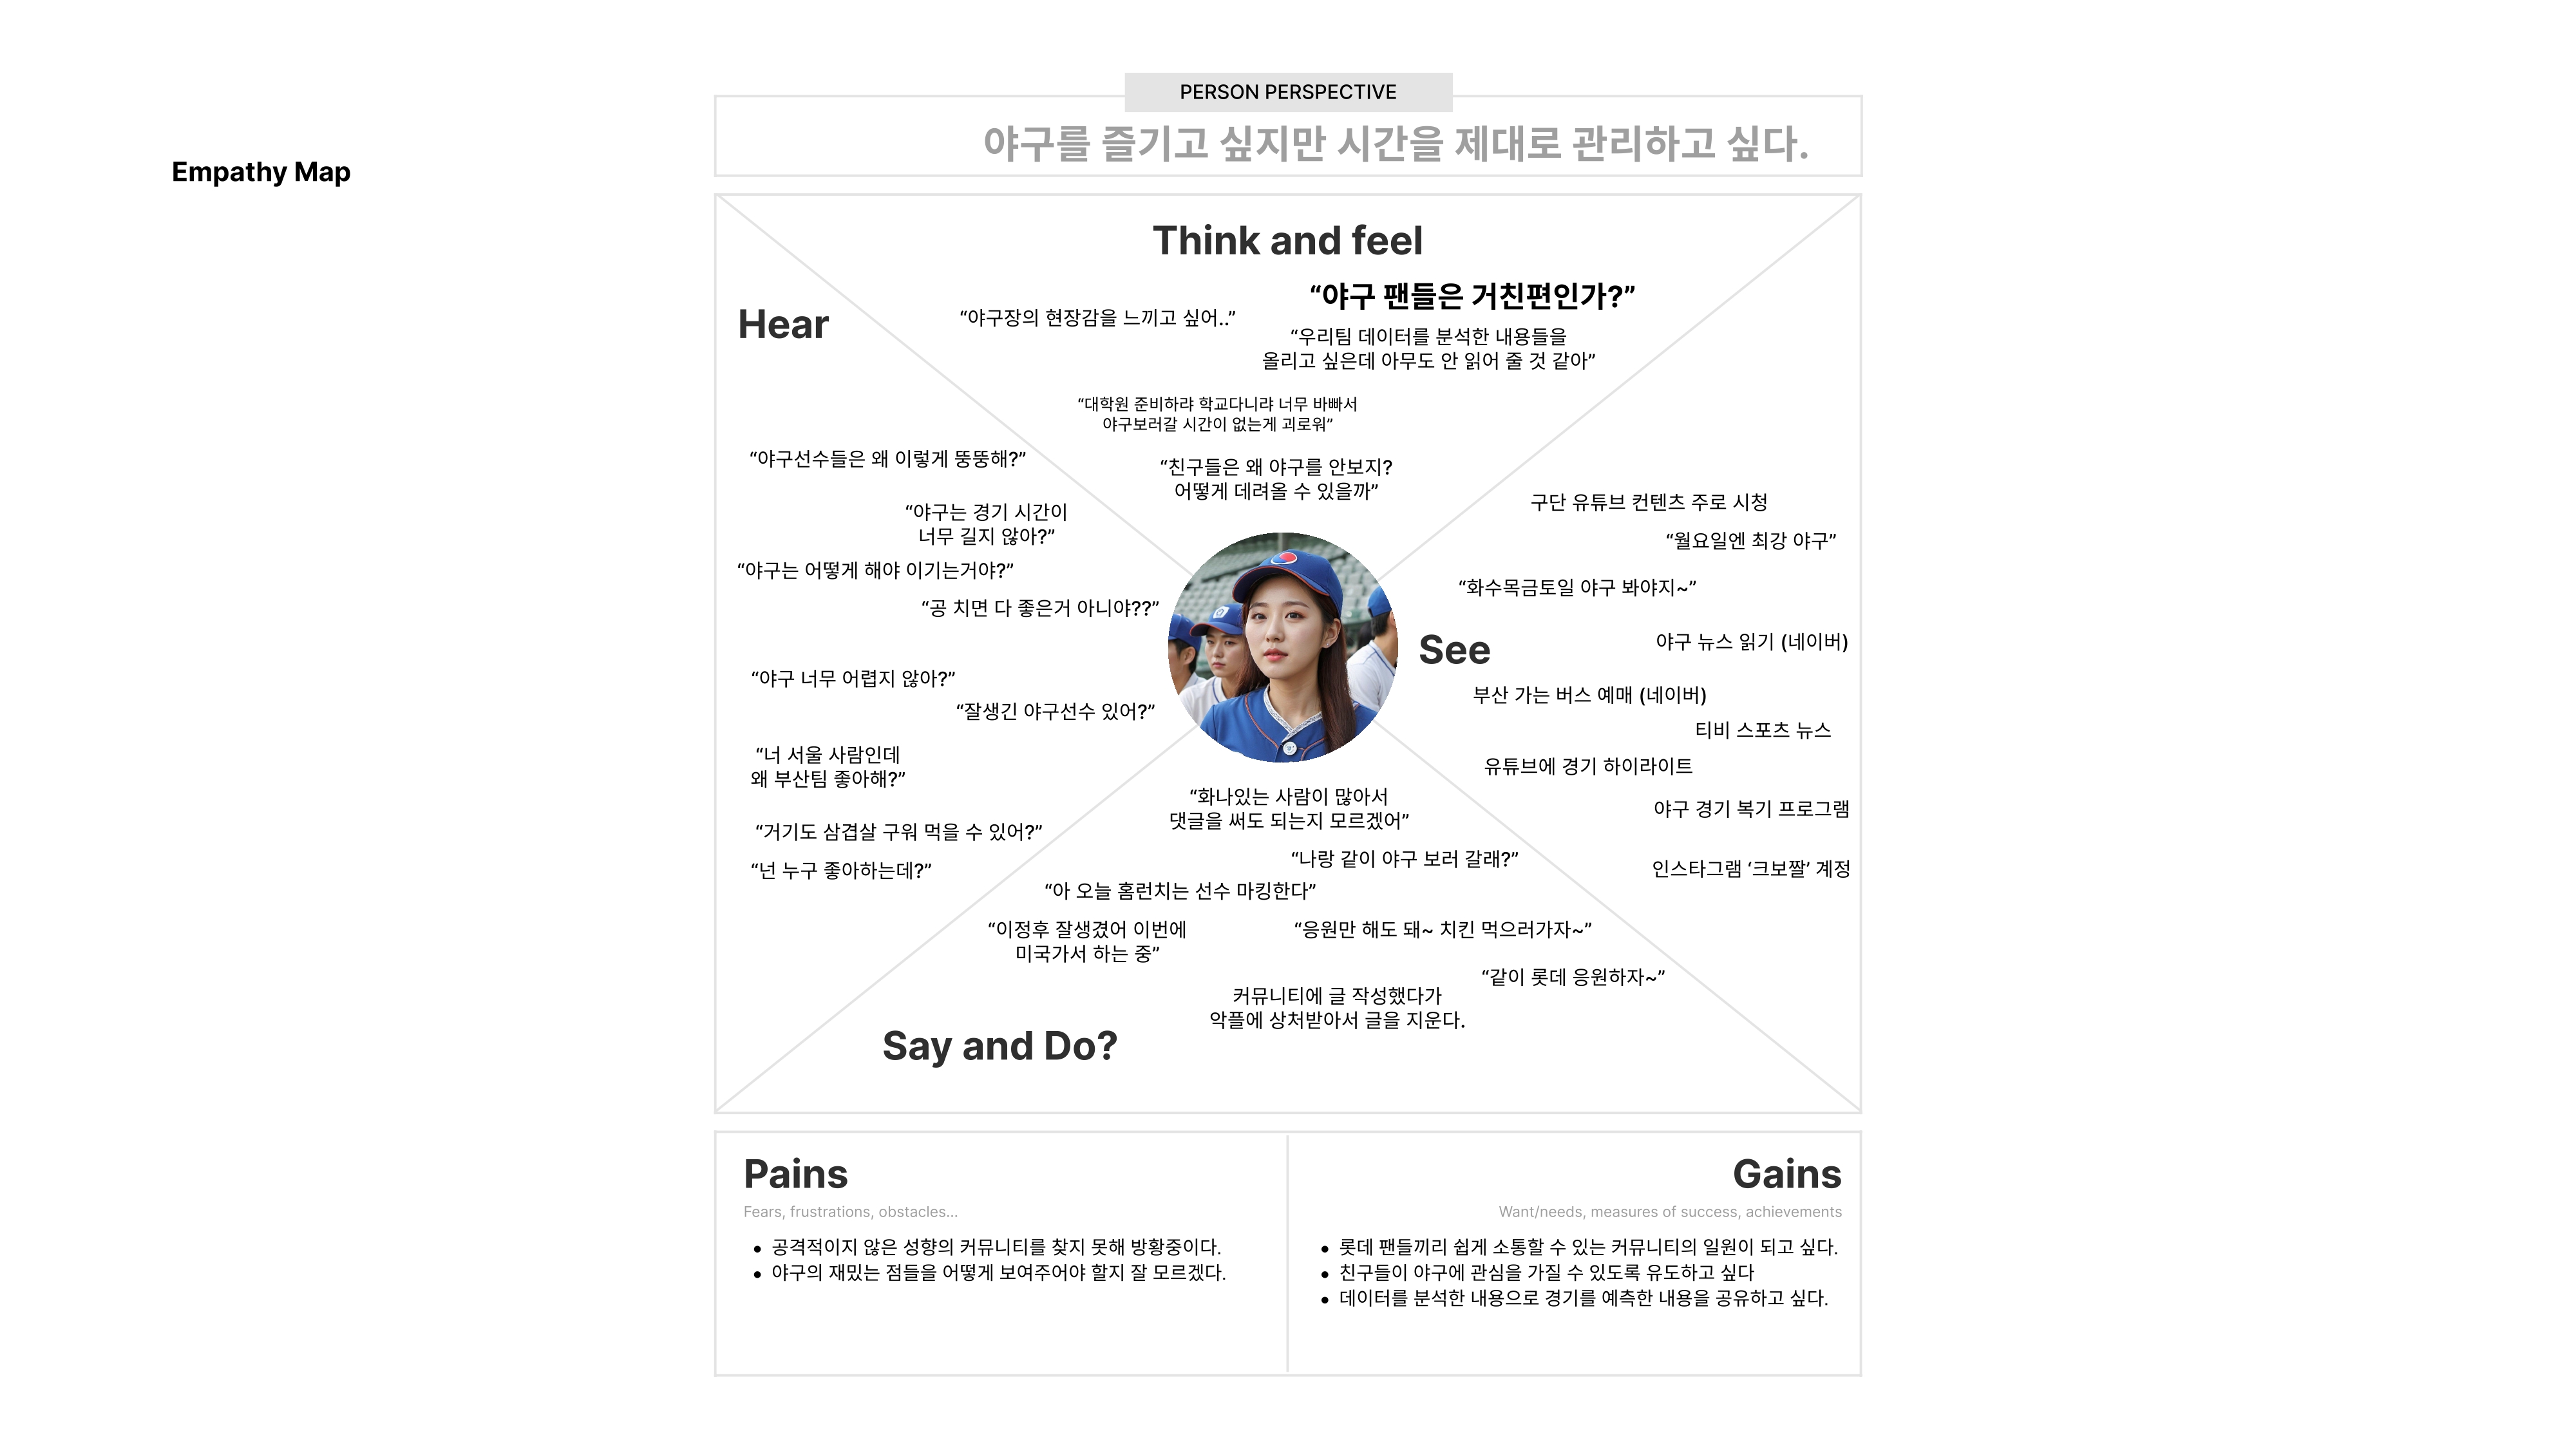 Empathy Map
PERSON PERSPECTIVE
야구를 즐기고 싶지만 시간을 제대로 관리하고 싶다.
Think and feel
“야구장의 현장감을 느끼고 싶어..”
“야구 팬들은 거친편인가?”
“우리팀 데이터를 분석한 내용들을
올리고 싶은데 아무도 안 읽어 줄 것 같아”
“대학원 준비하랴 학교다니랴 너무 바빠서
야구보러갈 시간이 없는게 괴로워”
“친구들은 왜 야구를 안보지?
어떻게 데려올 수 있을까”
Hear
“야구선수들은 왜 이렇게 뚱뚱해?”
“야구는 경기 시간이
너무 길지 않아?”
“야구는 어떻게 해야 이기는거야?”
“공 치면 다 좋은거 아니야??”
“야구 너무 어렵지 않아?”
“잘생긴 야구선수 있어?”
“너 서울 사람인데
왜 부산팀 좋아해?”
“거기도 삼겹살 구워 먹을 수 있어?”
“넌 누구 좋아하는데?”
See
구단 유튜브 컨텐츠 주로 시청
“월요일엔 최강 야구”
“화수목금토일 야구 봐야지~”
야구 뉴스 읽기 (네이버)
부산 가는 버스 예매 (네이버)
티비 스포츠 뉴스
유튜브에 경기 하이라이트
야구 경기 복기 프로그램
인스타그램 ‘크보짤’ 계정
“화나있는 사람이 많아서
댓글을 써도 되는지 모르겠어”
“나랑 같이 야구 보러 갈래?”
“아 오늘 홈런치는 선수 마킹한다”
“이정후 잘생겼어 이번에
미국가서 하는 중”
“응원만 해도 돼~ 치킨 먹으러가자~”
“같이 롯데 응원하자~”
커뮤니티에 글 작성했다가
악플에 상처받아서 글을 지운다.
Say and Do?
Pains
Fears, frustrations, obstacles...
• 공격적이지 않은 성향의 커뮤니티를 찾지 못해 방황중이다.
• 야구의 재밌는 점들을 어떻게 보여주어야 할지 잘 모르겠다.
Gains
Want/needs, measures of success, achievements
• 롯데 팬들끼리 쉽게 소통할 수 있는 커뮤니티의 일원이 되고 싶다.
• 친구들이 야구에 관심을 가질 수 있도록 유도하고 싶다
• 데이터를 분석한 내용으로 경기를 예측한 내용을 공유하고 싶다.